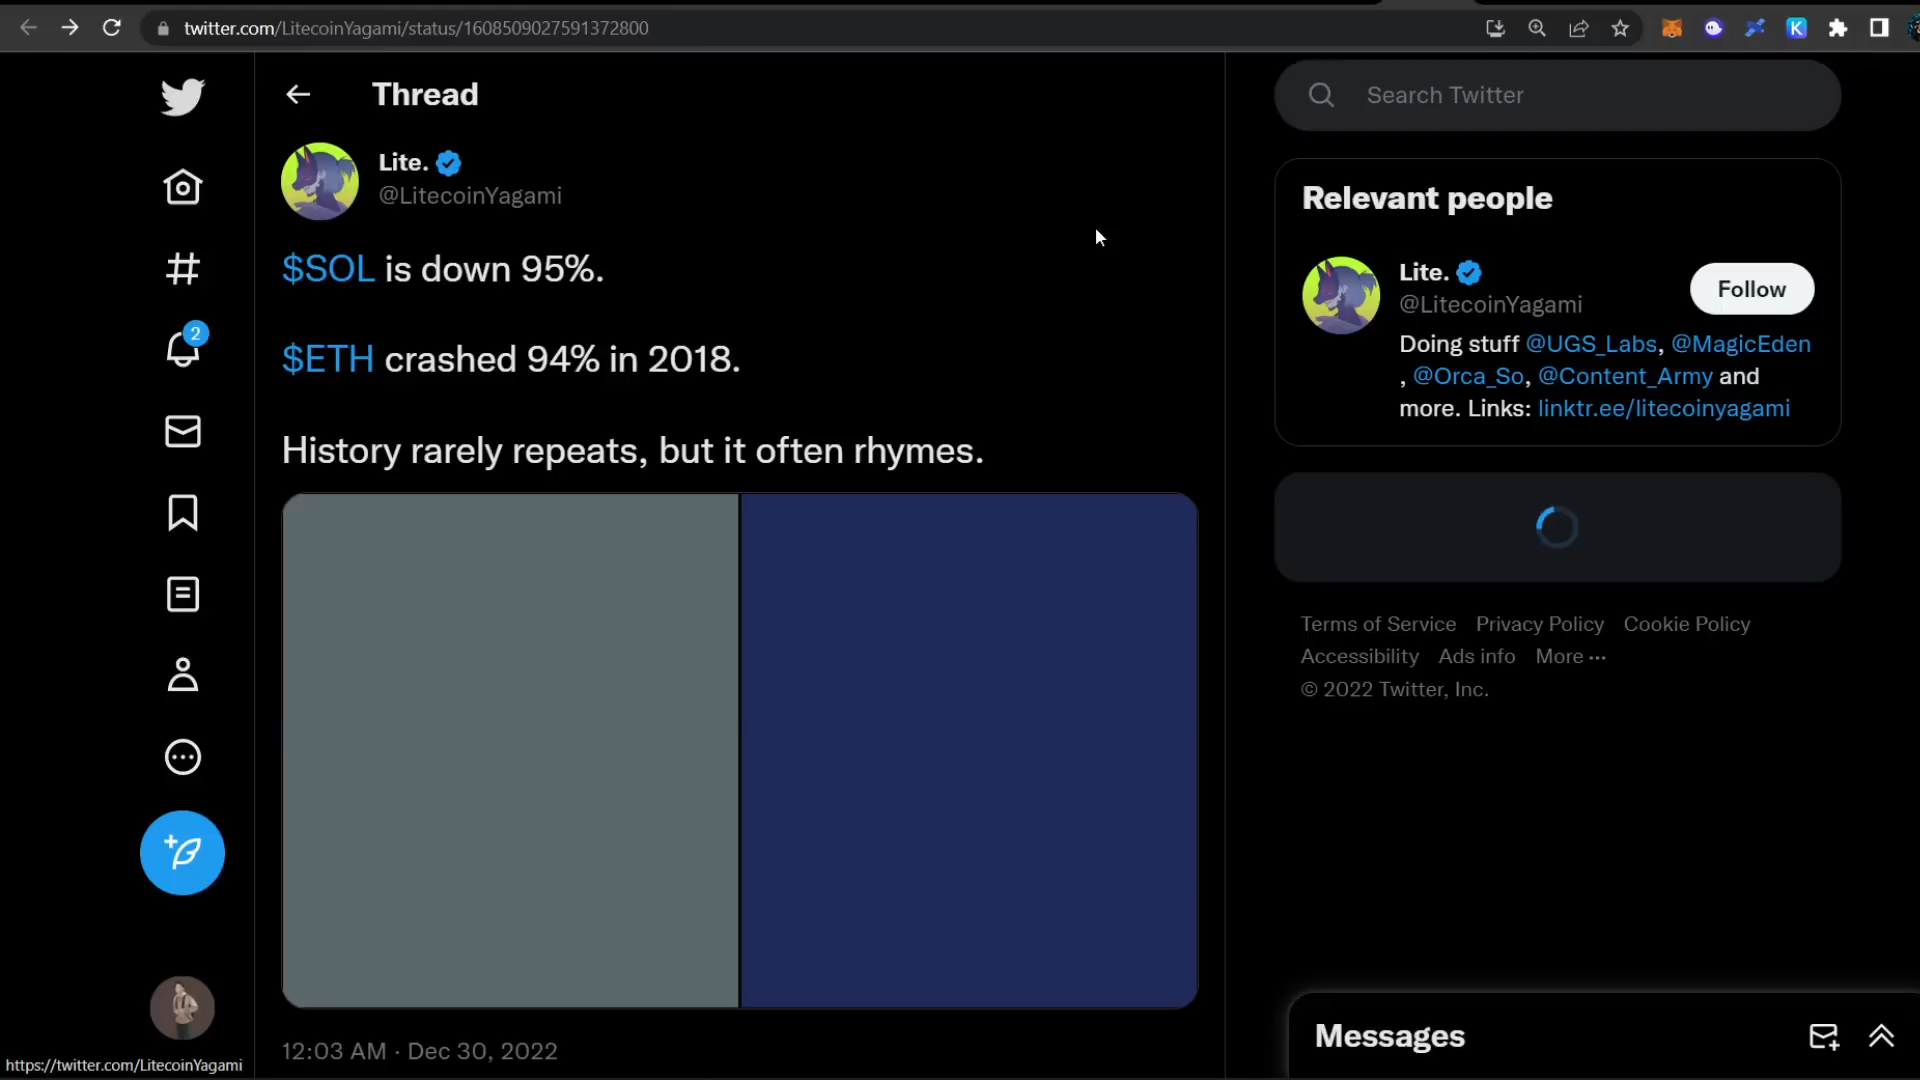 twitter.com/LitecoinYagami/status/1608509027591372800
Thread
Search Twitter
Lite.
@LitecoinYagami
$SOL is down 95%.
$ETH crashed 94% in 2018.
History rarely repeats, but it often rhymes.
12:03 AM · Dec 30, 2022
2
Relevant people
Lite.
@LitecoinYagami
Follow
Doing stuff @UGS_Labs, @MagicEden
, @Orca_So, @Content_Army and
more. Links: linktr.ee/litecoinyagami
Terms of Service Privacy Policy Cookie Policy
Accessibility Ads info More ···
© 2022 Twitter, Inc.
Messages
K
https://twitter.com/LitecoinYagami